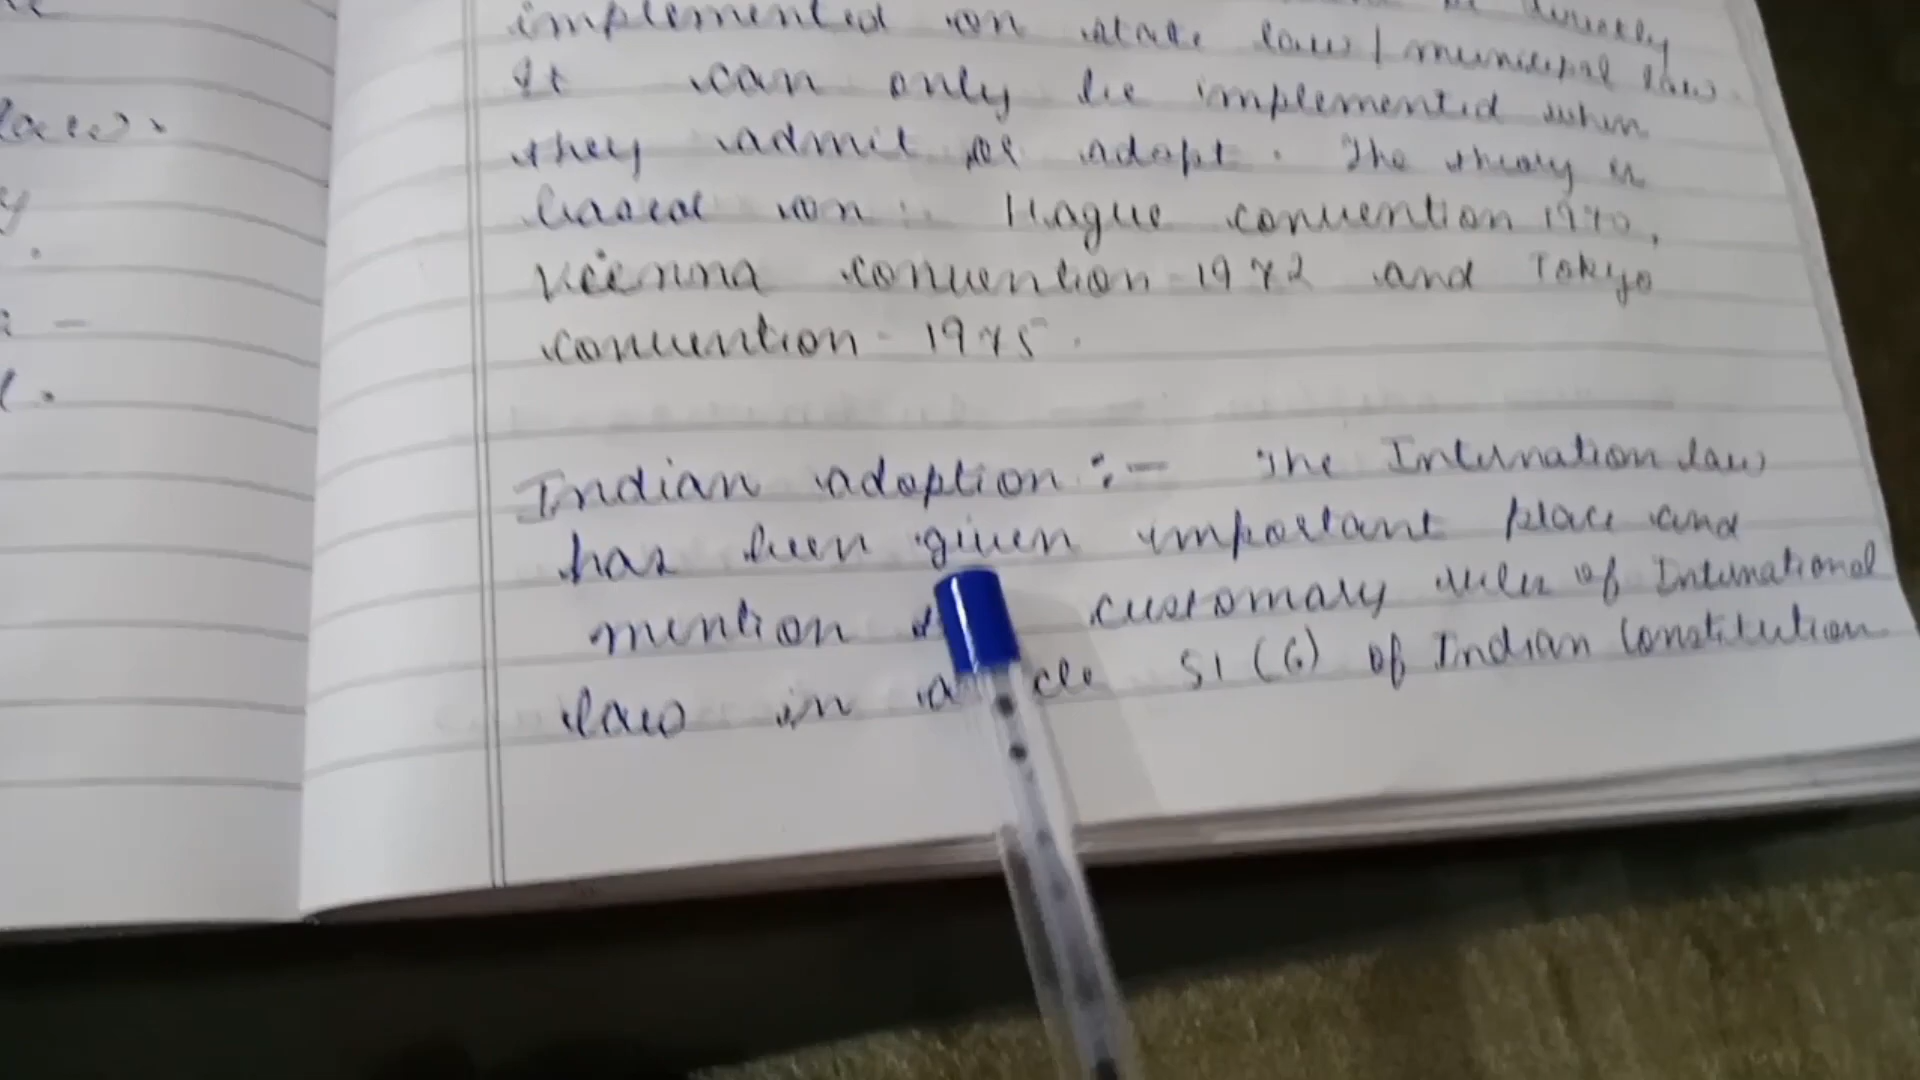 law.
y
implemented on state law/municipal law.
It can only be implemented when
they admit or adopt. The theory is
based on: Hague convention 1970,
Vienna convention-1972 and Tokyo
convention-1975.
Indian adoption:- The Internation law
has been given important place and
mention customary rules of International
law in 51(C) of Indian Constitution